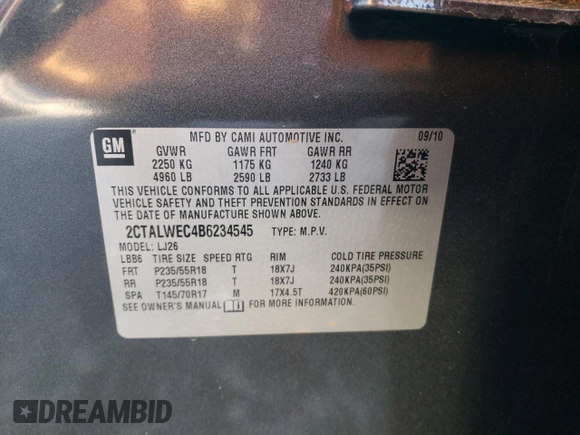 GM
MFD BY CAMI AUTOMOTIVE INC. 09/10
GVWR GAWR FRT GAWR RR
2250 KG 1175 KG 1240 KG
4960 LB 2590 LB 2733 LB
THIS VEHICLE CONFORMS TO ALL APPLICABLE U.S. FEDERAL MOTOR
VEHICLE SAFETY AND THEFT PREVENTION STANDARDS IN EFFECT ON
THE DATE OF MANUFACTURE SHOWN ABOVE.
2CTALWEC4B6234545 TYPE: M.P.V.
MODEL: LJ26
LBB6 TIRE SIZE SPEED RTG RIM COLD TIRE PRESSURE
FRT P235/55R18 T 18X7J 240KPA(35PSI)
RR P235/55R18 T 18X7J 240KPA(35PSI)
SPA T145/70R17 M 17X4.5T 420KPA(60PSI)
SEE OWNER'S MANUAL i FOR MORE INFORMATION.
DREAMBID